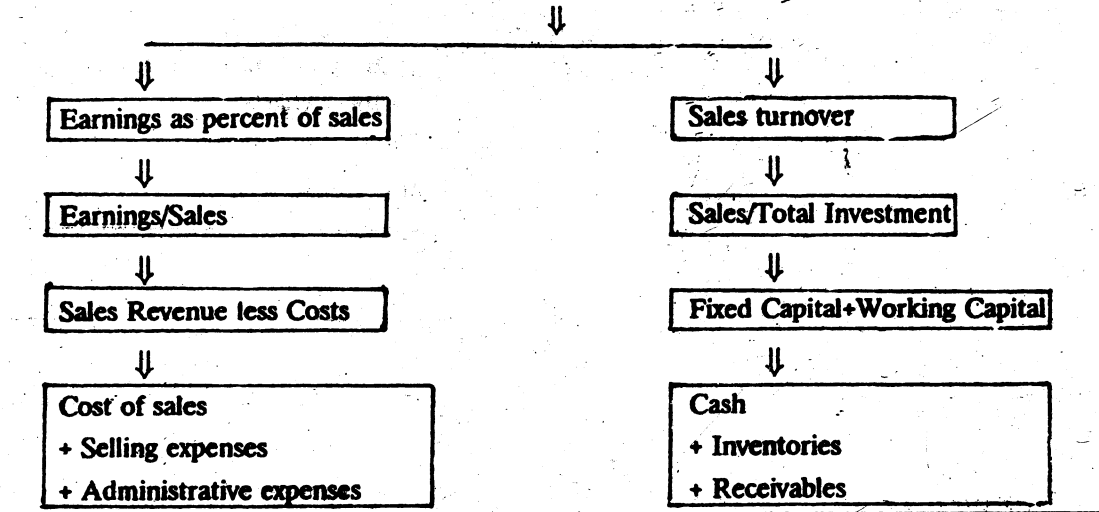 Earnings as percent of sales
Earnings/Sales
Sales Revenue less Costs
Cost of sales
+ Selling expenses
+ Administrative expenses
Sales turnover
Sales/Total Investment
Fixed Capital+Working Capital
Cash
+ Inventories
+ Receivables